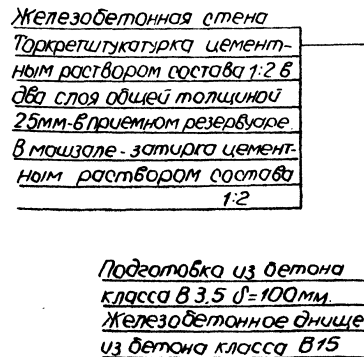 Железобетонная стена
Торкретштукатурка цемент-
ным раствором состава 1:2 в
два слоя общей толщиной
25мм-в приемном резервуаре.
В машзале - затирка цемент-
ным раствором состава
1:2
Подготовка из бетона
класса В 3.5 δ=100мм.
Железобетонное днище
из бетона класса В15